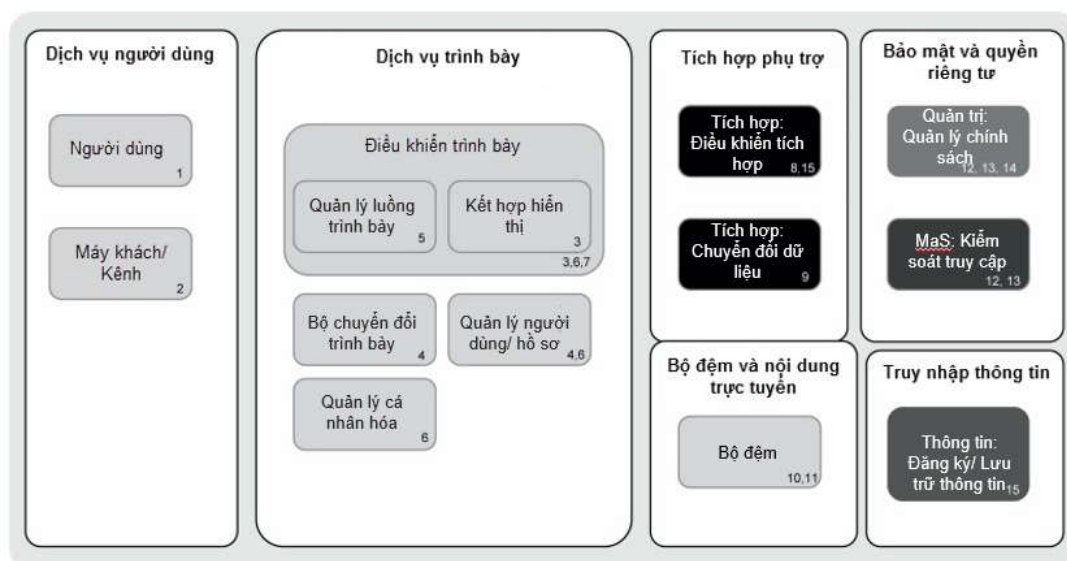 Dịch vụ người dùng
Người dùng
1
Máy khách/
Kênh
2
Dịch vụ trình bày
Điều khiển trình bày
Quản lý luồng
trình bày
5
Kết hợp hiển
thị
3
3,6,7
Bộ chuyển đổi
trình bày
4
Quản lý người
dùng/ hồ sơ
4,6
Quản lý cá
nhân hóa
6
Tích hợp phụ trợ
Tích hợp:
Điều khiển tích
hợp
8,15
Tích hợp:
Chuyển đổi dữ
liệu
9
Bảo mật và quyền
riêng tư
Quản trị:
Quản lý chính
sách
12, 13, 14
MaS: Kiểm
soát truy cập
12, 13
Bộ đệm và nội dung
trực tuyến
Bộ đệm
10,11
Truy nhập thông tin
Thông tin:
Đăng ký/ Lưu
trữ thông tin
15